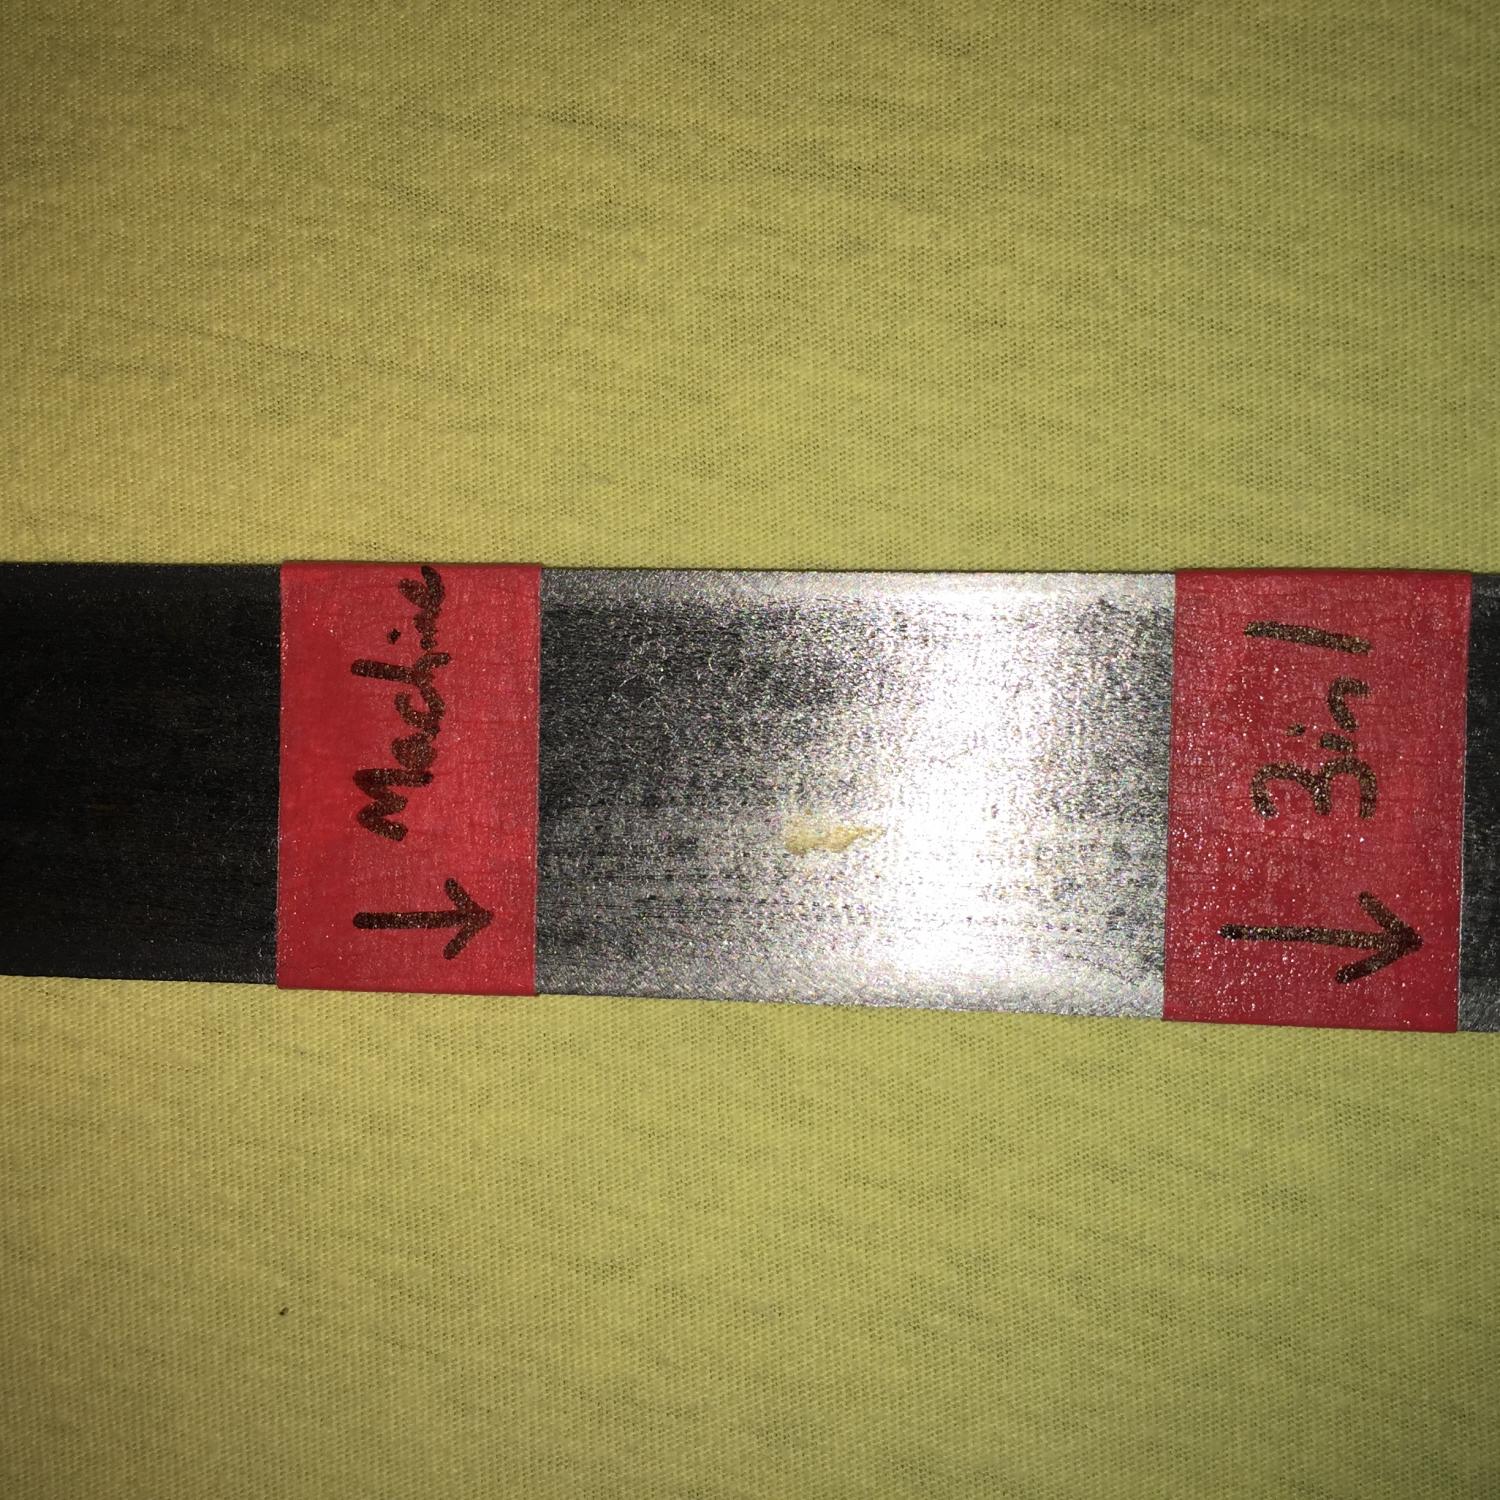 Machine
→
3in1
→